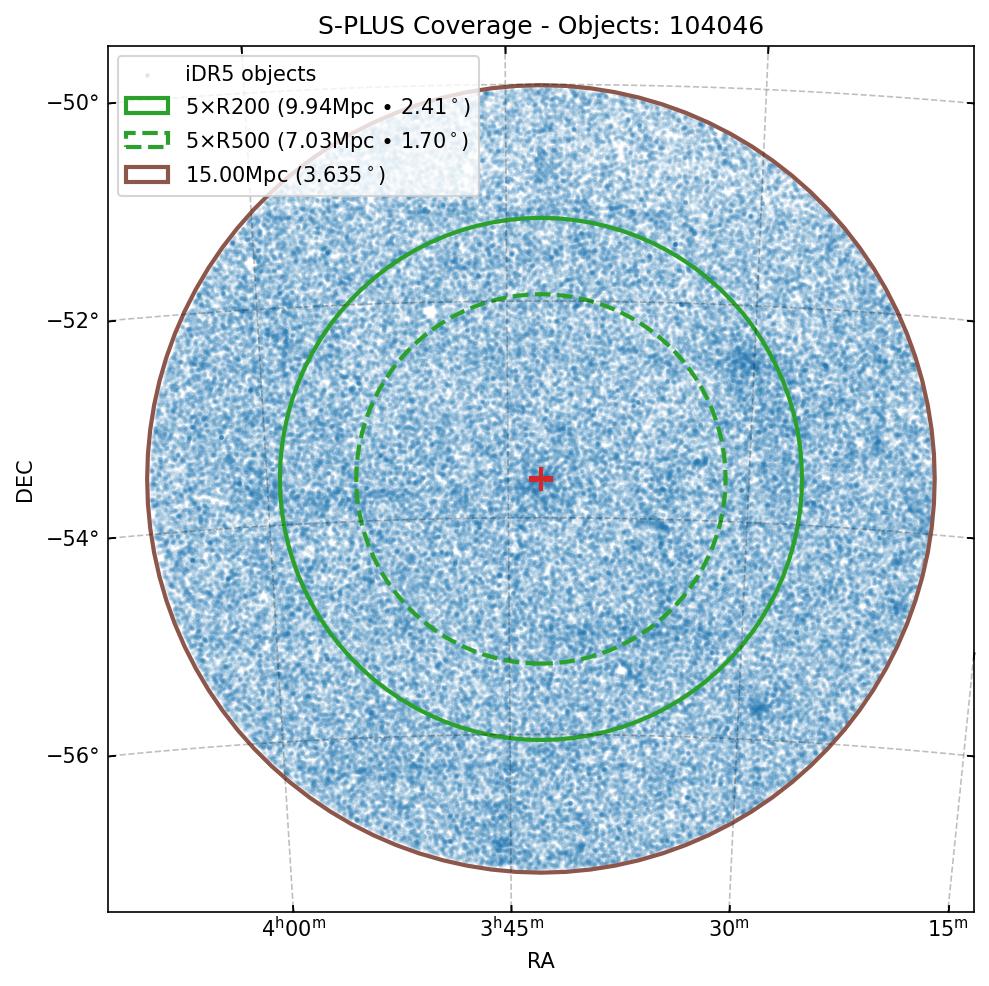 S-PLUS Coverage - Objects: 104046
iDR5 objects
5×R200 (9.94Mpc • 2.41°)
5×R500 (7.03Mpc • 1.70°)
15.00Mpc (3.635°)
−50°
−52°
−54°
−56°
DEC
4ʰ00ᵐ 3ʰ45ᵐ 30ᵐ 15ᵐ
RA